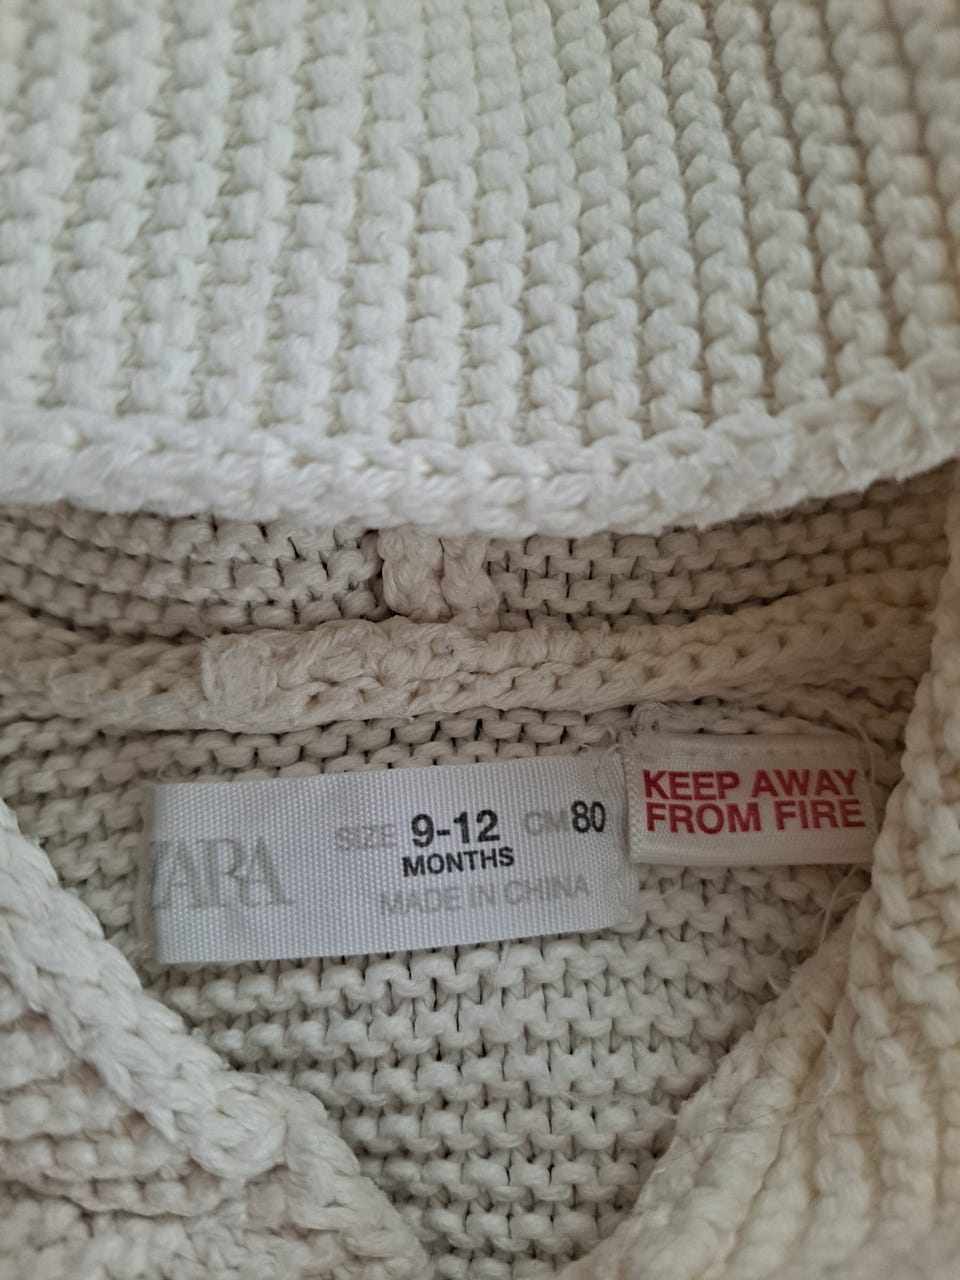 ZARA
SIZE 9-12 CM 80
MONTHS
MADE IN CHINA
KEEP AWAY
FROM FIRE